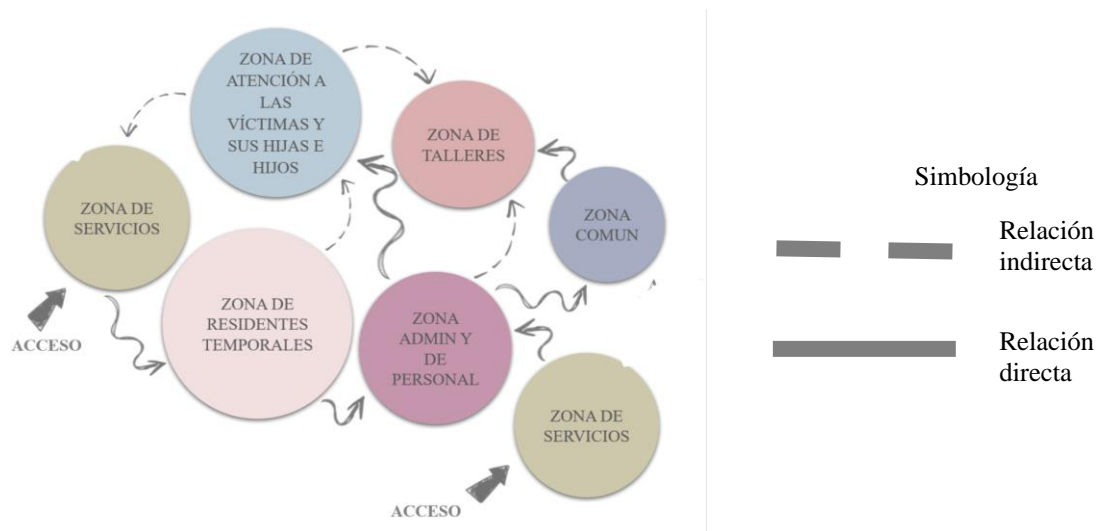 ZONA DE
ATENCIÓN A
LAS
VÍCTIMAS Y
SUS HIJAS E
HIJOS
ZONA DE
TALLERES
ZONA DE
SERVICIOS
ZONA
COMUN
ACCESO
ZONA DE
RESIDENTES
TEMPORALES
ZONA
ADMIN Y
DE
PERSONAL
ZONA DE
SERVICIOS
ACCESO
Simbología
Relación
indirecta
Relación
directa